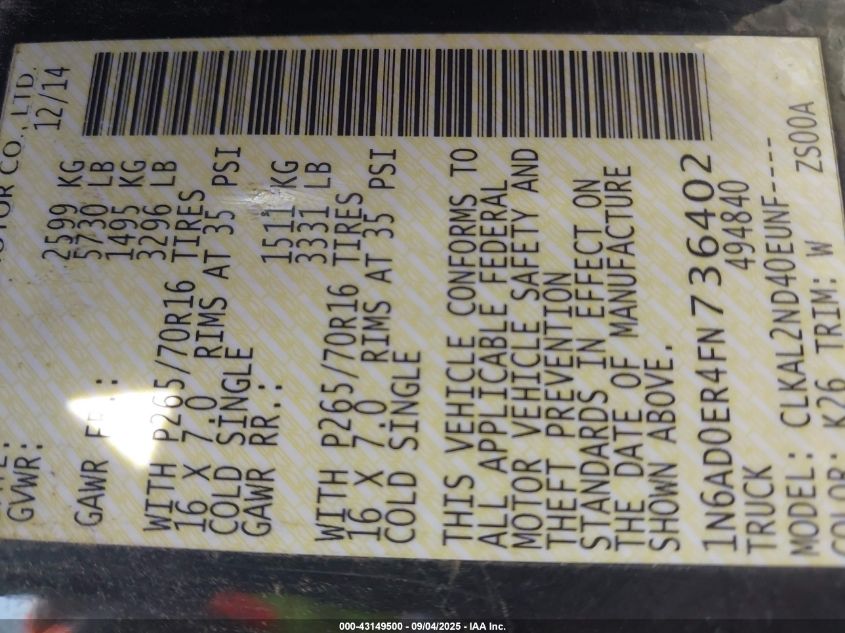 OTOR CO., LTD.
12/14
GVWR: 2599 KG
5730 LB
GAWR FR.: 1495 KG
3296 LB
WITH P265/70R16 TIRES
16 X 7.0 RIMS AT 35 PSI
COLD SINGLE
GAWR RR.: 1511 KG
3331 LB
WITH P265/70R16 TIRES
16 X 7.0 RIMS AT 35 PSI
COLD SINGLE
THIS VEHICLE CONFORMS TO
ALL APPLICABLE FEDERAL
MOTOR VEHICLE SAFETY AND
THEFT PREVENTION
STANDARDS IN EFFECT ON
THE DATE OF MANUFACTURE
SHOWN ABOVE.
1N6AD0ER4FN736402
TRUCK 494840
MODEL: CLKAL2ND40EUNF----
COLOR: K26 TRIM: W ZS00A
000-43149500 - 09/04/2025 - IAA Inc.